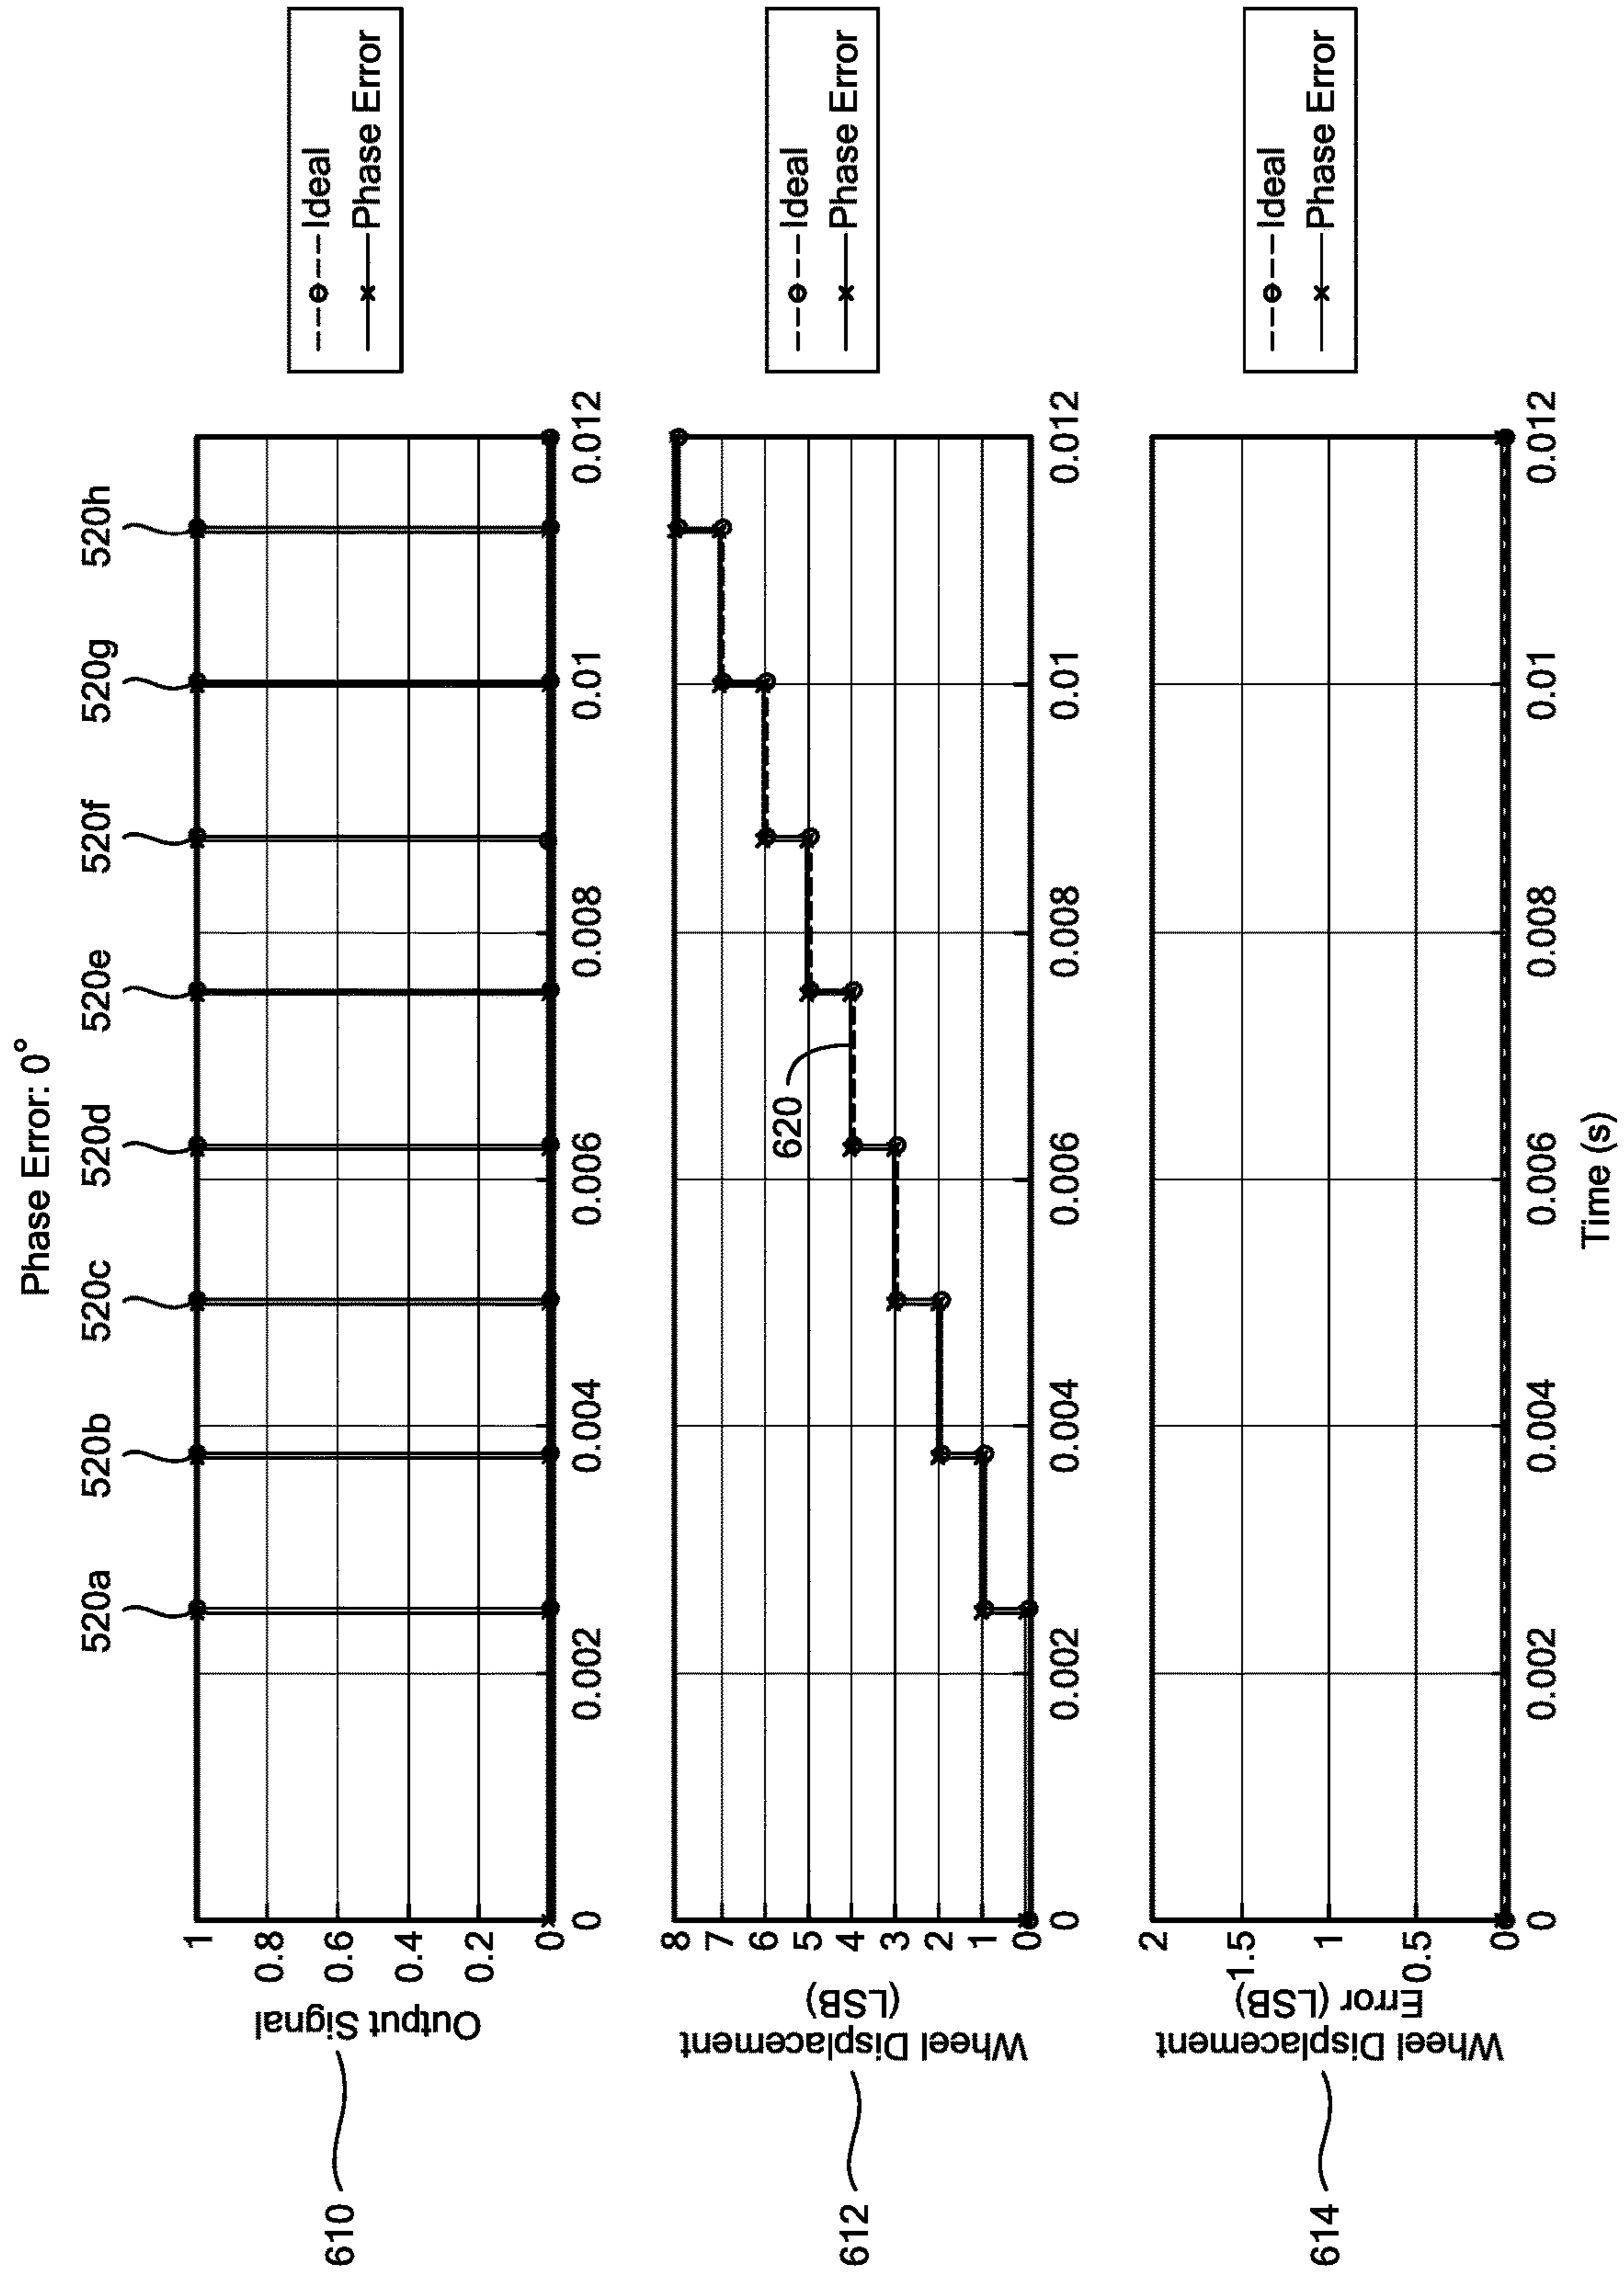 Phase Error: 0°
520a
520b
520c
520d
520e
520f
520g
520h
610
Output Signal
1
0.8
0.6
0.4
0.2
0
0
0.002
0.004
0.006
0.008
0.01
0.012
Ideal
Phase Error
612
Wheel Displacement
(LSB)
8
7
6
5
4
3
2
1
0
620
0
0.002
0.004
0.006
0.008
0.01
0.012
Ideal
Phase Error
614
Wheel Displacement
Error (LSB)
2
1.5
1
0.5
0
0
0.002
0.004
0.006
0.008
0.01
0.012
Time (s)
Ideal
Phase Error